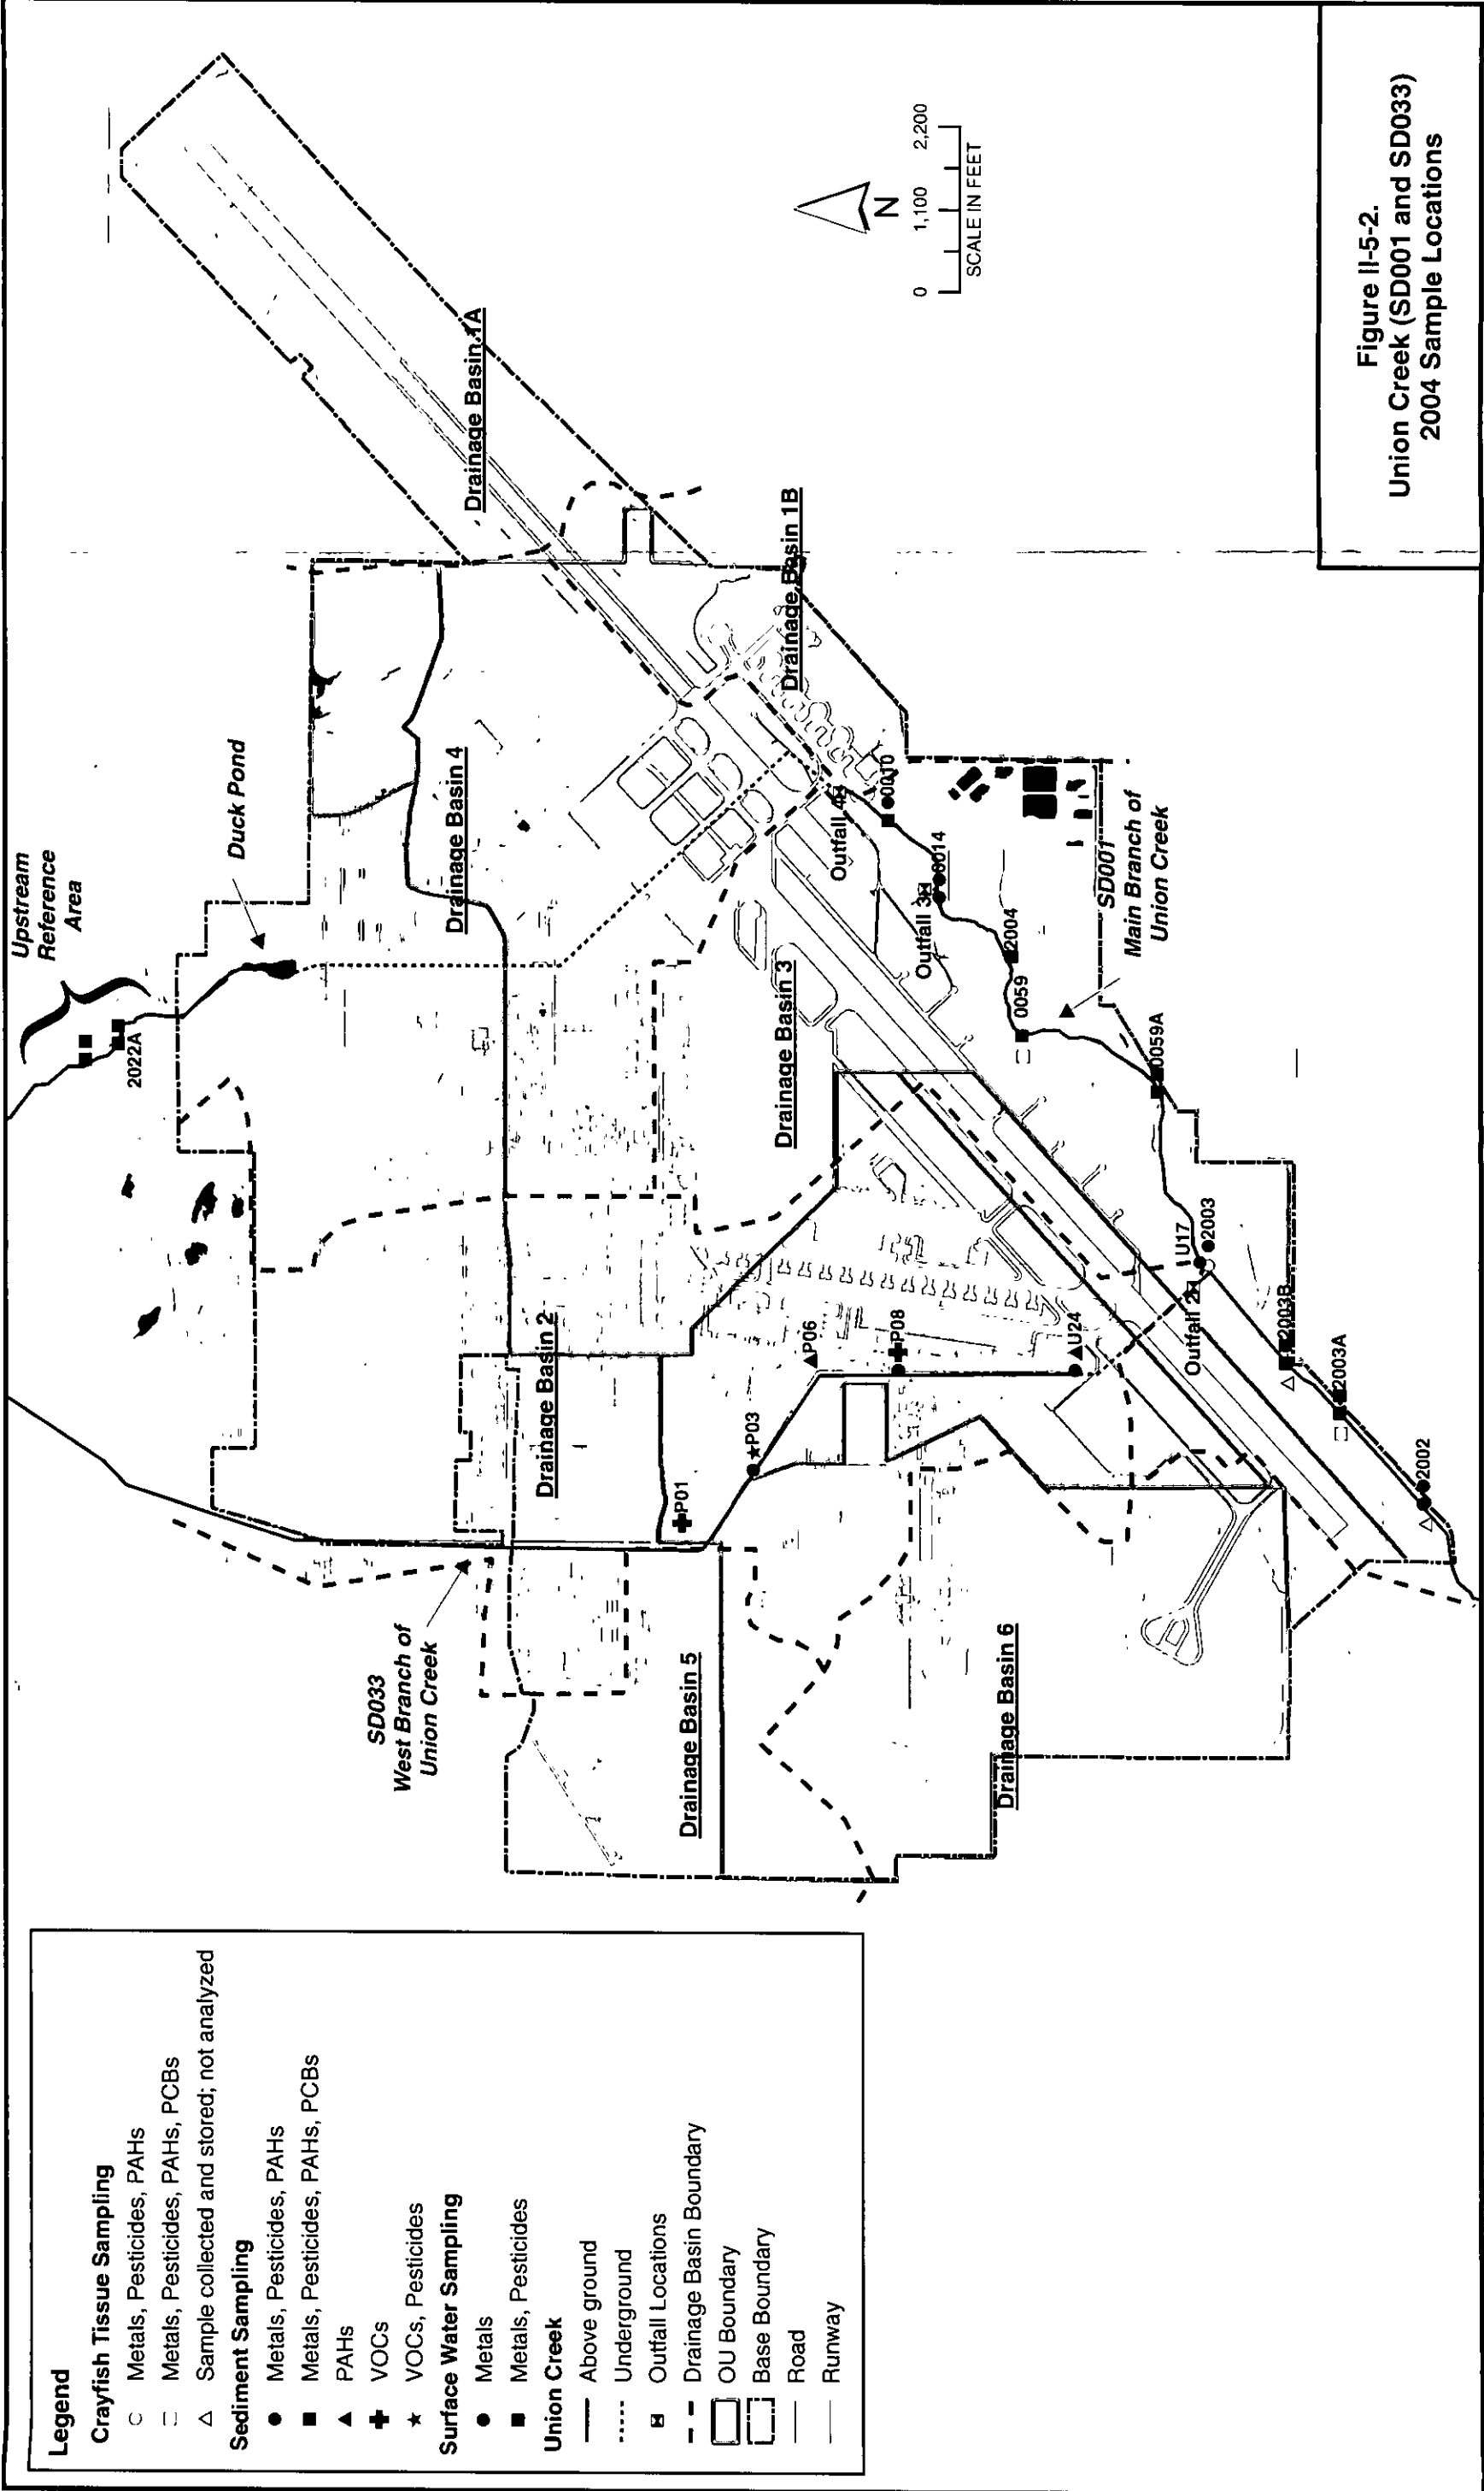 Legend
Crayfish Tissue Sampling
Metals, Pesticides, PAHs
Metals, Pesticides, PAHs, PCBs
Sample collected and stored; not analyzed
Sediment Sampling
Metals, Pesticides, PAHs
Metals, Pesticides, PAHs, PCBs
PAHs
VOCs
VOCs, Pesticides
Surface Water Sampling
Metals
Metals, Pesticides
Union Creek
Above ground
Underground
Outfall Locations
Drainage Basin Boundary
OU Boundary
Base Boundary
Road
Runway
Upstream
Reference
Area
Duck Pond
2022A
SD033
West Branch of
Union Creek
Drainage Basin 2
Drainage Basin 4
Drainage Basin 1A
Drainage Basin 5
P01
P03
P06
P08
U24
Drainage Basin 3
Drainage Basin 1B
Outfall 4
0010
Outfall 3
0014
2004
0059
SD001
Main Branch of
Union Creek
0059A
Drainage Basin 6
U17
2003
Outfall 2
2003B
2003A
2002
N
0 1,100 2,200
SCALE IN FEET
Figure II-5-2.
Union Creek (SD001 and SD033)
2004 Sample Locations